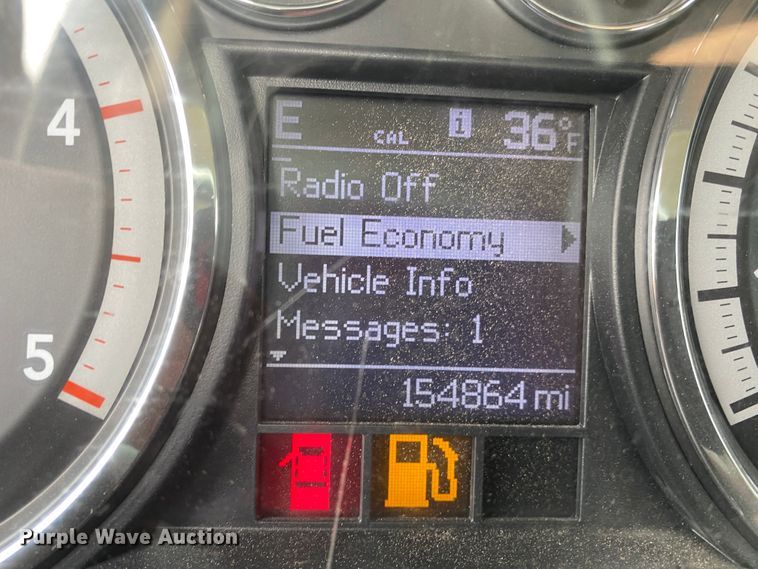 E CAL i 36°F
Radio Off
4
Fuel Economy
Vehicle Info
Messages: 1
5
154864 mi
Purple Wave Auction®